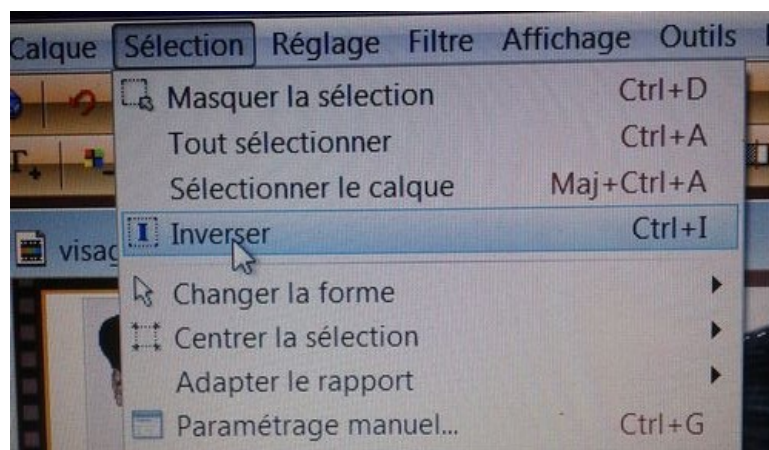 Calque Sélection Réglage Filtre Affichage Outils
Masquer la sélection Ctrl+D
Tout sélectionner Ctrl+A
Sélectionner le calque Maj+Ctrl+A
Inverser Ctrl+I
Changer la forme
Centrer la sélection
Adapter le rapport
Paramétrage manuel... Ctrl+G